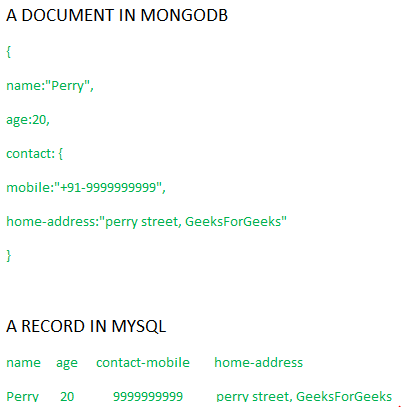 A DOCUMENT IN MONGODB
{
name:"Perry",
age:20,
contact: {
mobile:"+91-9999999999",
home-address:"perry street, GeeksForGeeks"
}
A RECORD IN MYSQL
name age contact-mobile home-address
Perry 20 9999999999 perry street, GeeksForGeeks